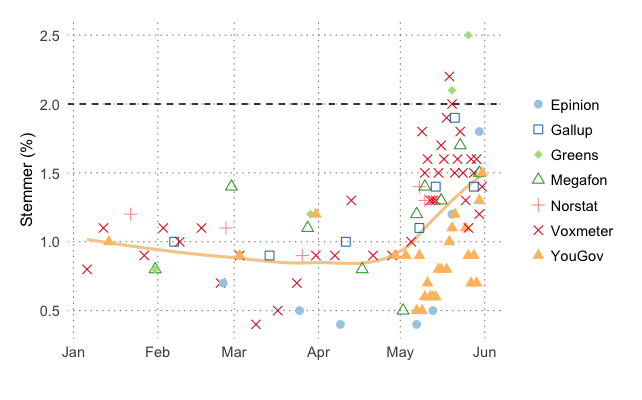 Stemmer (%)
2.5
2.0
1.5
1.0
0.5
Jan Feb Mar Apr May Jun
Epinion
Gallup
Greens
Megafon
Norstat
Voxmeter
YouGov